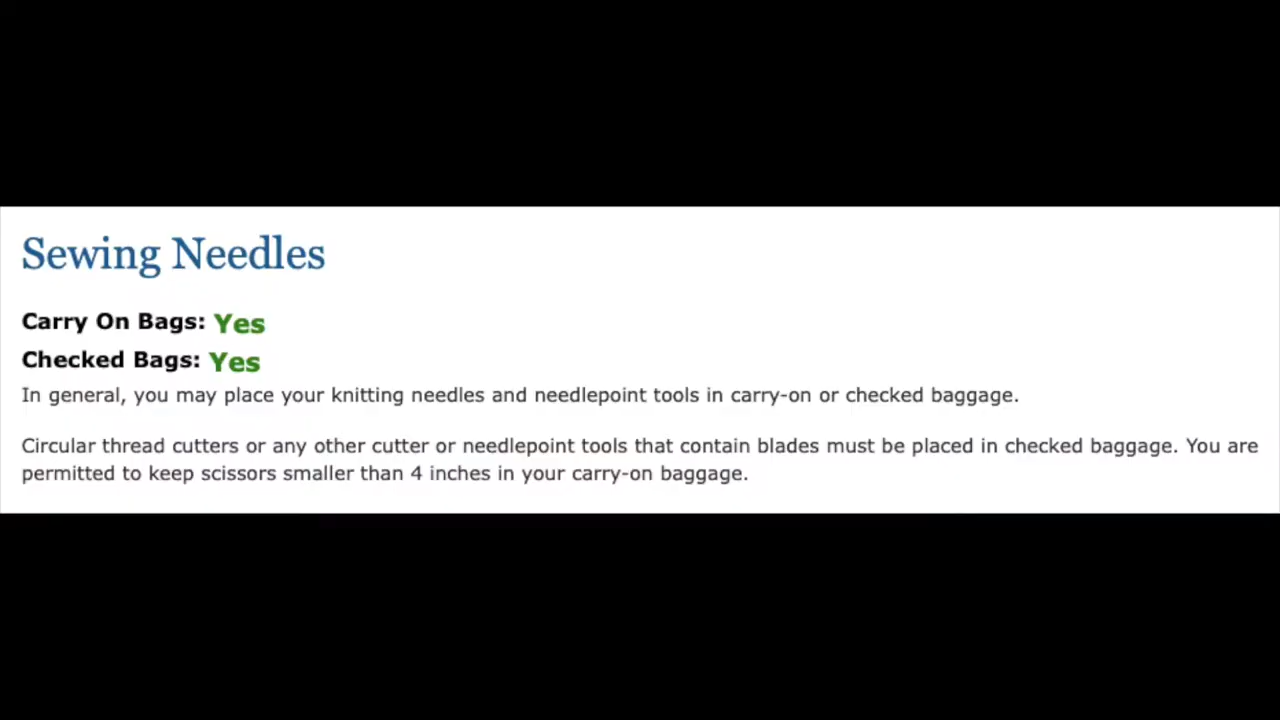 Sewing Needles
Carry On Bags: Yes
Checked Bags: Yes
In general, you may place your knitting needles and needlepoint tools in carry-on or checked baggage.
Circular thread cutters or any other cutter or needlepoint tools that contain blades must be placed in checked baggage. You are
permitted to keep scissors smaller than 4 inches in your carry-on baggage.